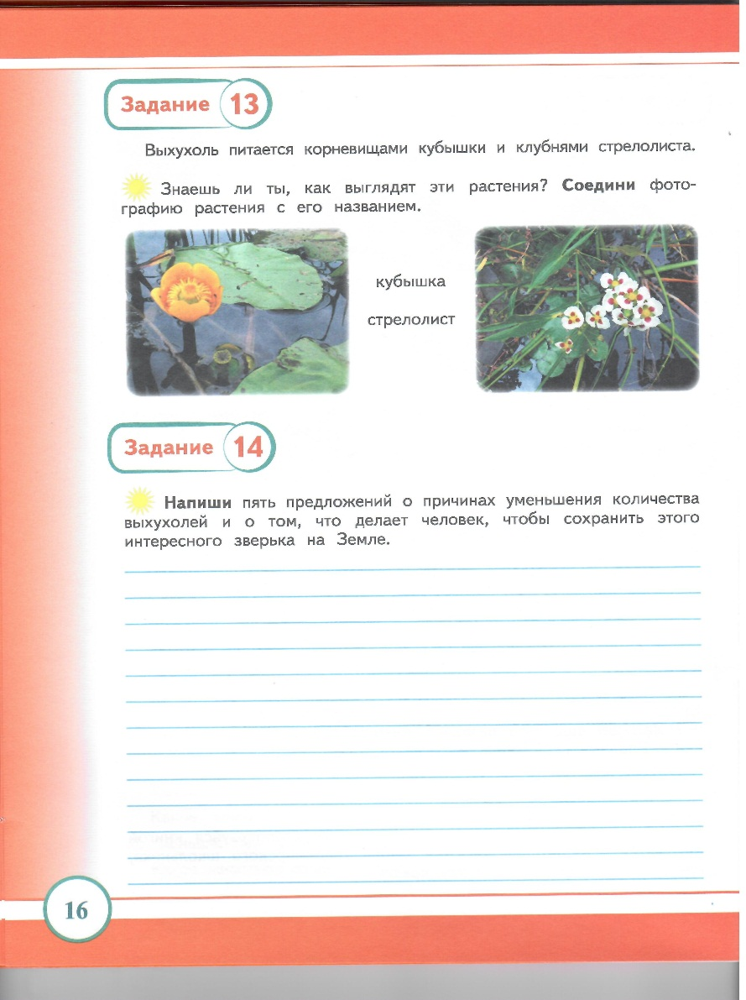 Задание 13
Выхухоль питается корневищами кубышки и клубнями стрелолиста.
Знаешь ли ты, как выглядят эти растения? Соедини фото-
графию растения с его названием.
кубышка
стрелолист
Задание 14
Напиши пять предложений о причинах уменьшения количества
выхухолей и о том, что делает человек, чтобы сохранить этого
интересного зверька на Земле.
16